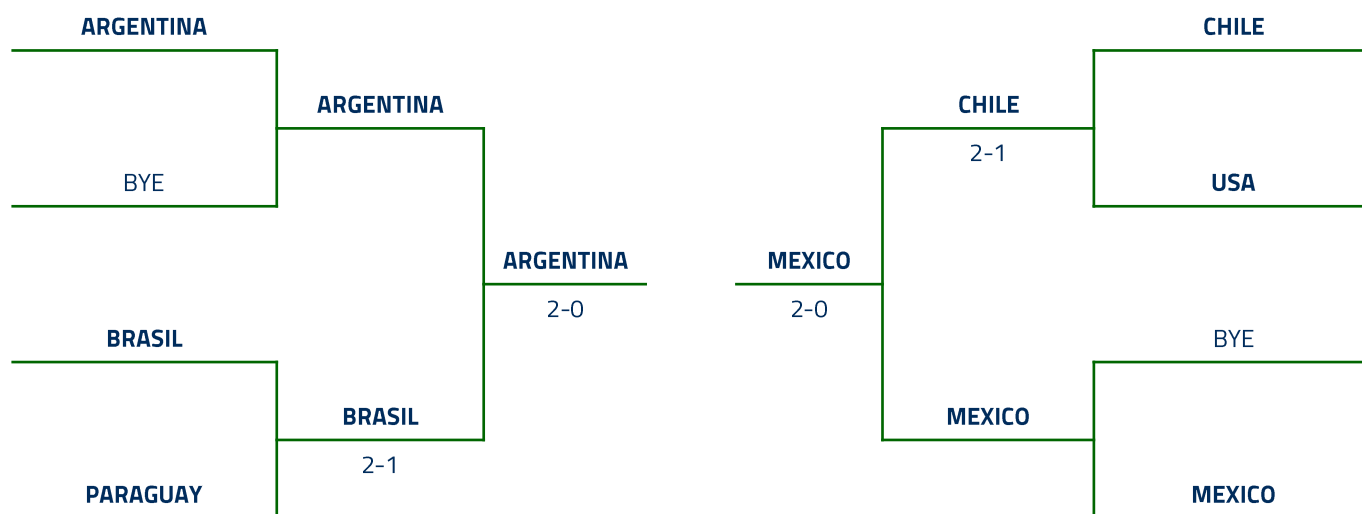 ARGENTINA
BYE
BRASIL
PARAGUAY
ARGENTINA
BRASIL
2-1
ARGENTINA
2-0
MEXICO
2-0
CHILE
2-1
MEXICO
CHILE
USA
BYE
MEXICO